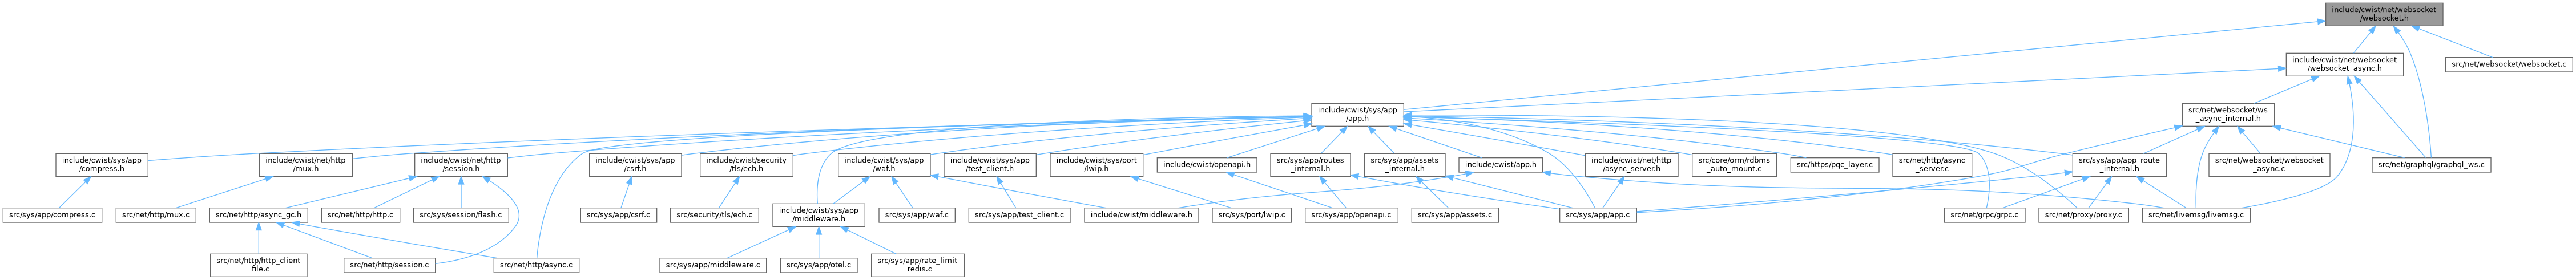 include/cwist/net/websocket
/websocket.h
include/cwist/net/websocket
/websocket_async.h
src/net/websocket/websocket.c
include/cwist/sys/app
/app.h
src/net/websocket/ws
_async_internal.h
include/cwist/sys/app
/compress.h
include/cwist/net/http
/mux.h
include/cwist/net/http
/session.h
include/cwist/sys/app
/csrf.h
include/cwist/security
/tls/ech.h
include/cwist/sys/app
/waf.h
include/cwist/sys/app
/test_client.h
include/cwist/sys/port
/lwip.h
include/cwist/openapi.h
src/sys/app/routes
_internal.h
src/sys/app/assets
_internal.h
include/cwist/app.h
include/cwist/net/http
/async_server.h
src/core/orm/rdbms
_auto_mount.c
src/https/pqc_layer.c
src/net/http/async
_server.c
src/sys/app/app_route
_internal.h
src/net/websocket/websocket
_async.c
src/net/graphql/graphql_ws.c
src/sys/app/compress.c
src/net/http/mux.c
src/net/http/async_gc.h
src/net/http/http.c
src/sys/session/flash.c
src/sys/app/csrf.c
src/security/tls/ech.c
include/cwist/sys/app
/middleware.h
src/sys/app/waf.c
src/sys/app/test_client.c
include/cwist/middleware.h
src/sys/port/lwip.c
src/sys/app/openapi.c
src/sys/app/assets.c
src/sys/app/app.c
src/net/grpc/grpc.c
src/net/proxy/proxy.c
src/net/livemsg/livemsg.c
src/net/http/http_client
_file.c
src/net/http/session.c
src/net/http/async.c
src/sys/app/middleware.c
src/sys/app/otel.c
src/sys/app/rate_limit
_redis.c